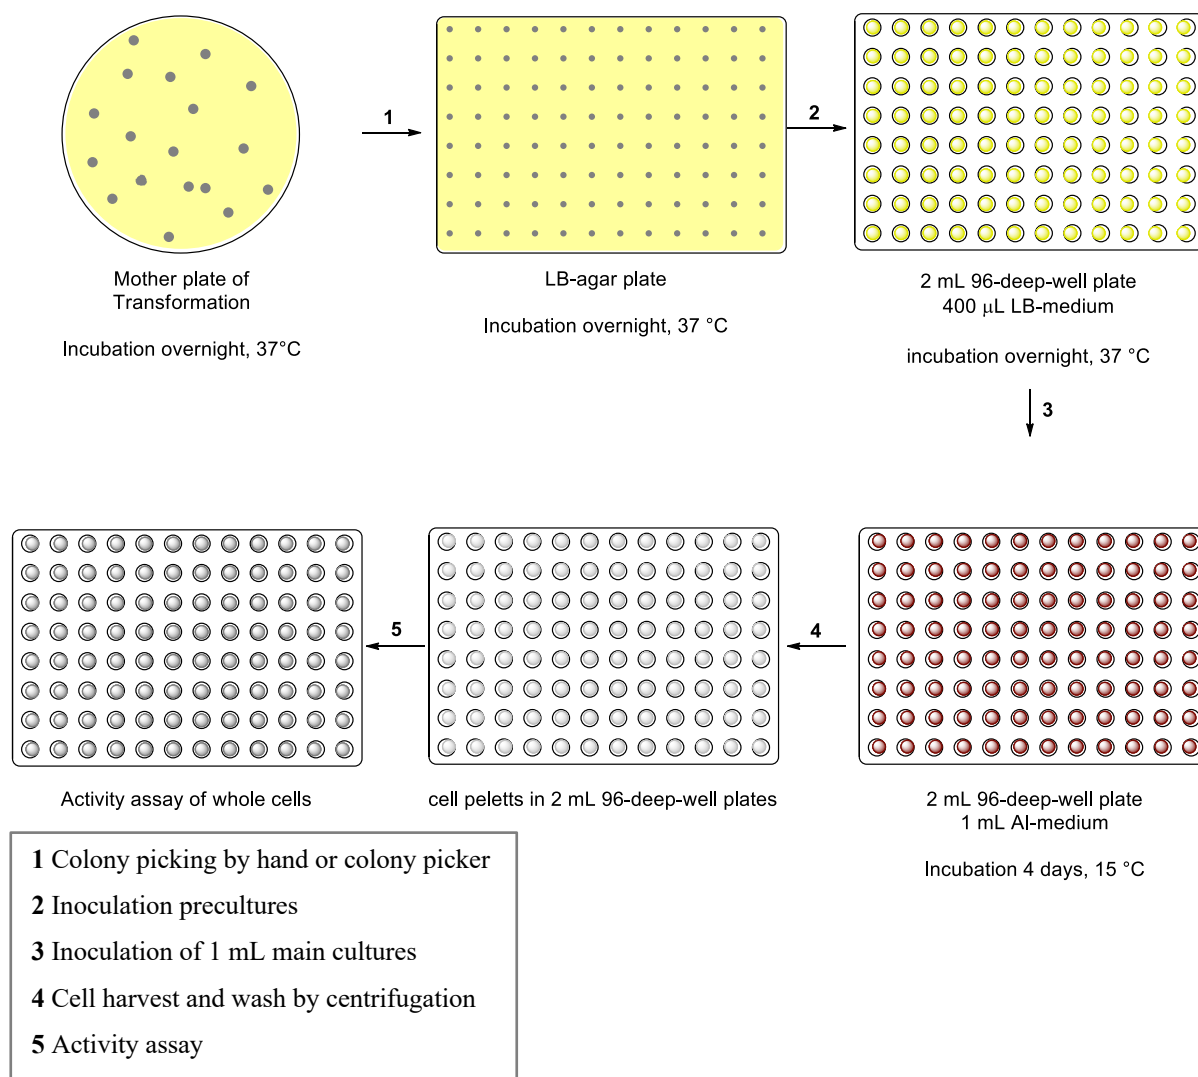 1
2
Mother plate of
Transformation
Incubation overnight, 37°C
LB-agar plate
Incubation overnight, 37 °C
2 mL 96-deep-well plate
400 μL LB-medium
incubation overnight, 37 °C
3
5
4
Activity assay of whole cells
cell peletts in 2 mL 96-deep-well plates
2 mL 96-deep-well plate
1 mL AI-medium
Incubation 4 days, 15 °C
1 Colony picking by hand or colony picker
2 Inoculation precultures
3 Inoculation of 1 mL main cultures
4 Cell harvest and wash by centrifugation
5 Activity assay